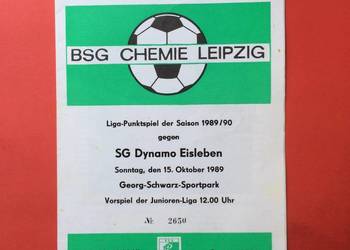 BSG CHEMIE LEIPZIG
Liga-Punktspiel der Saison 1989/90
gegen
SG Dynamo Eisleben
Sonntag, den 15. Oktober 1989
Georg-Schwarz-Sportpark
Vorspiel der Junioren-Liga 12.00 Uhr
№ 2650